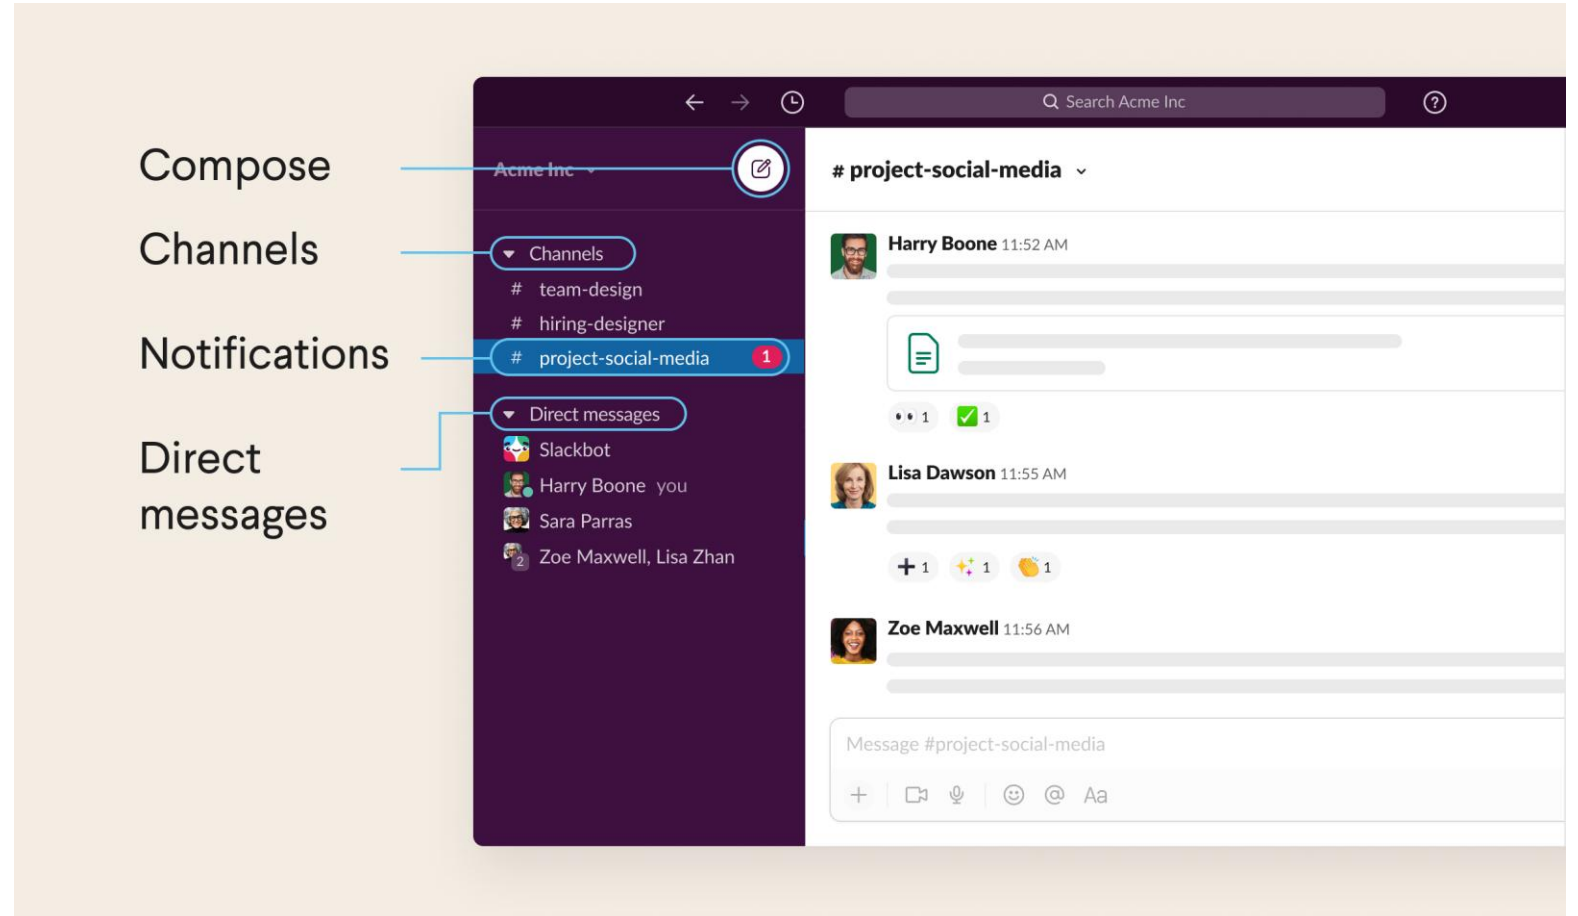 Search Acme Inc
Compose
Acme Inc
# project-social-media
Channels
Channels
# team-design
# hiring-designer
Notifications
# project-social-media 1
Direct
messages
Direct messages
Slackbot
Harry Boone you
Sara Parras
2 Zoe Maxwell, Lisa Zhan
Harry Boone 11:52 AM
1 1
Lisa Dawson 11:55 AM
1 1 1
Zoe Maxwell 11:56 AM
Message #project-social-media
@ Aa